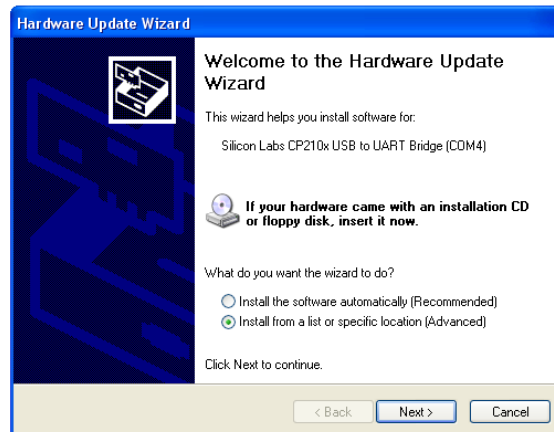 Hardware Update Wizard
Welcome to the Hardware Update
Wizard
This wizard helps you install software for:
Silicon Labs CP210x USB to UART Bridge (COM4)
If your hardware came with an installation CD
or floppy disk, insert it now.
What do you want the wizard to do?
Install the software automatically (Recommended)
Install from a list or specific location (Advanced)
Click Next to continue.
< Back Next > Cancel